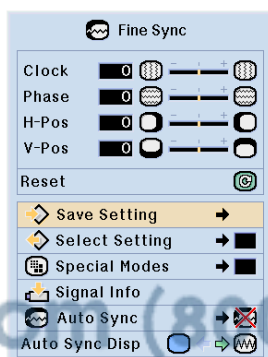 Fine Sync
Clock 0 - +
Phase 0 - +
H-Pos 0 - +
V-Pos 0 - +
Reset
Save Setting
Select Setting
Special Modes
Signal Info
Auto Sync
Auto Sync Disp